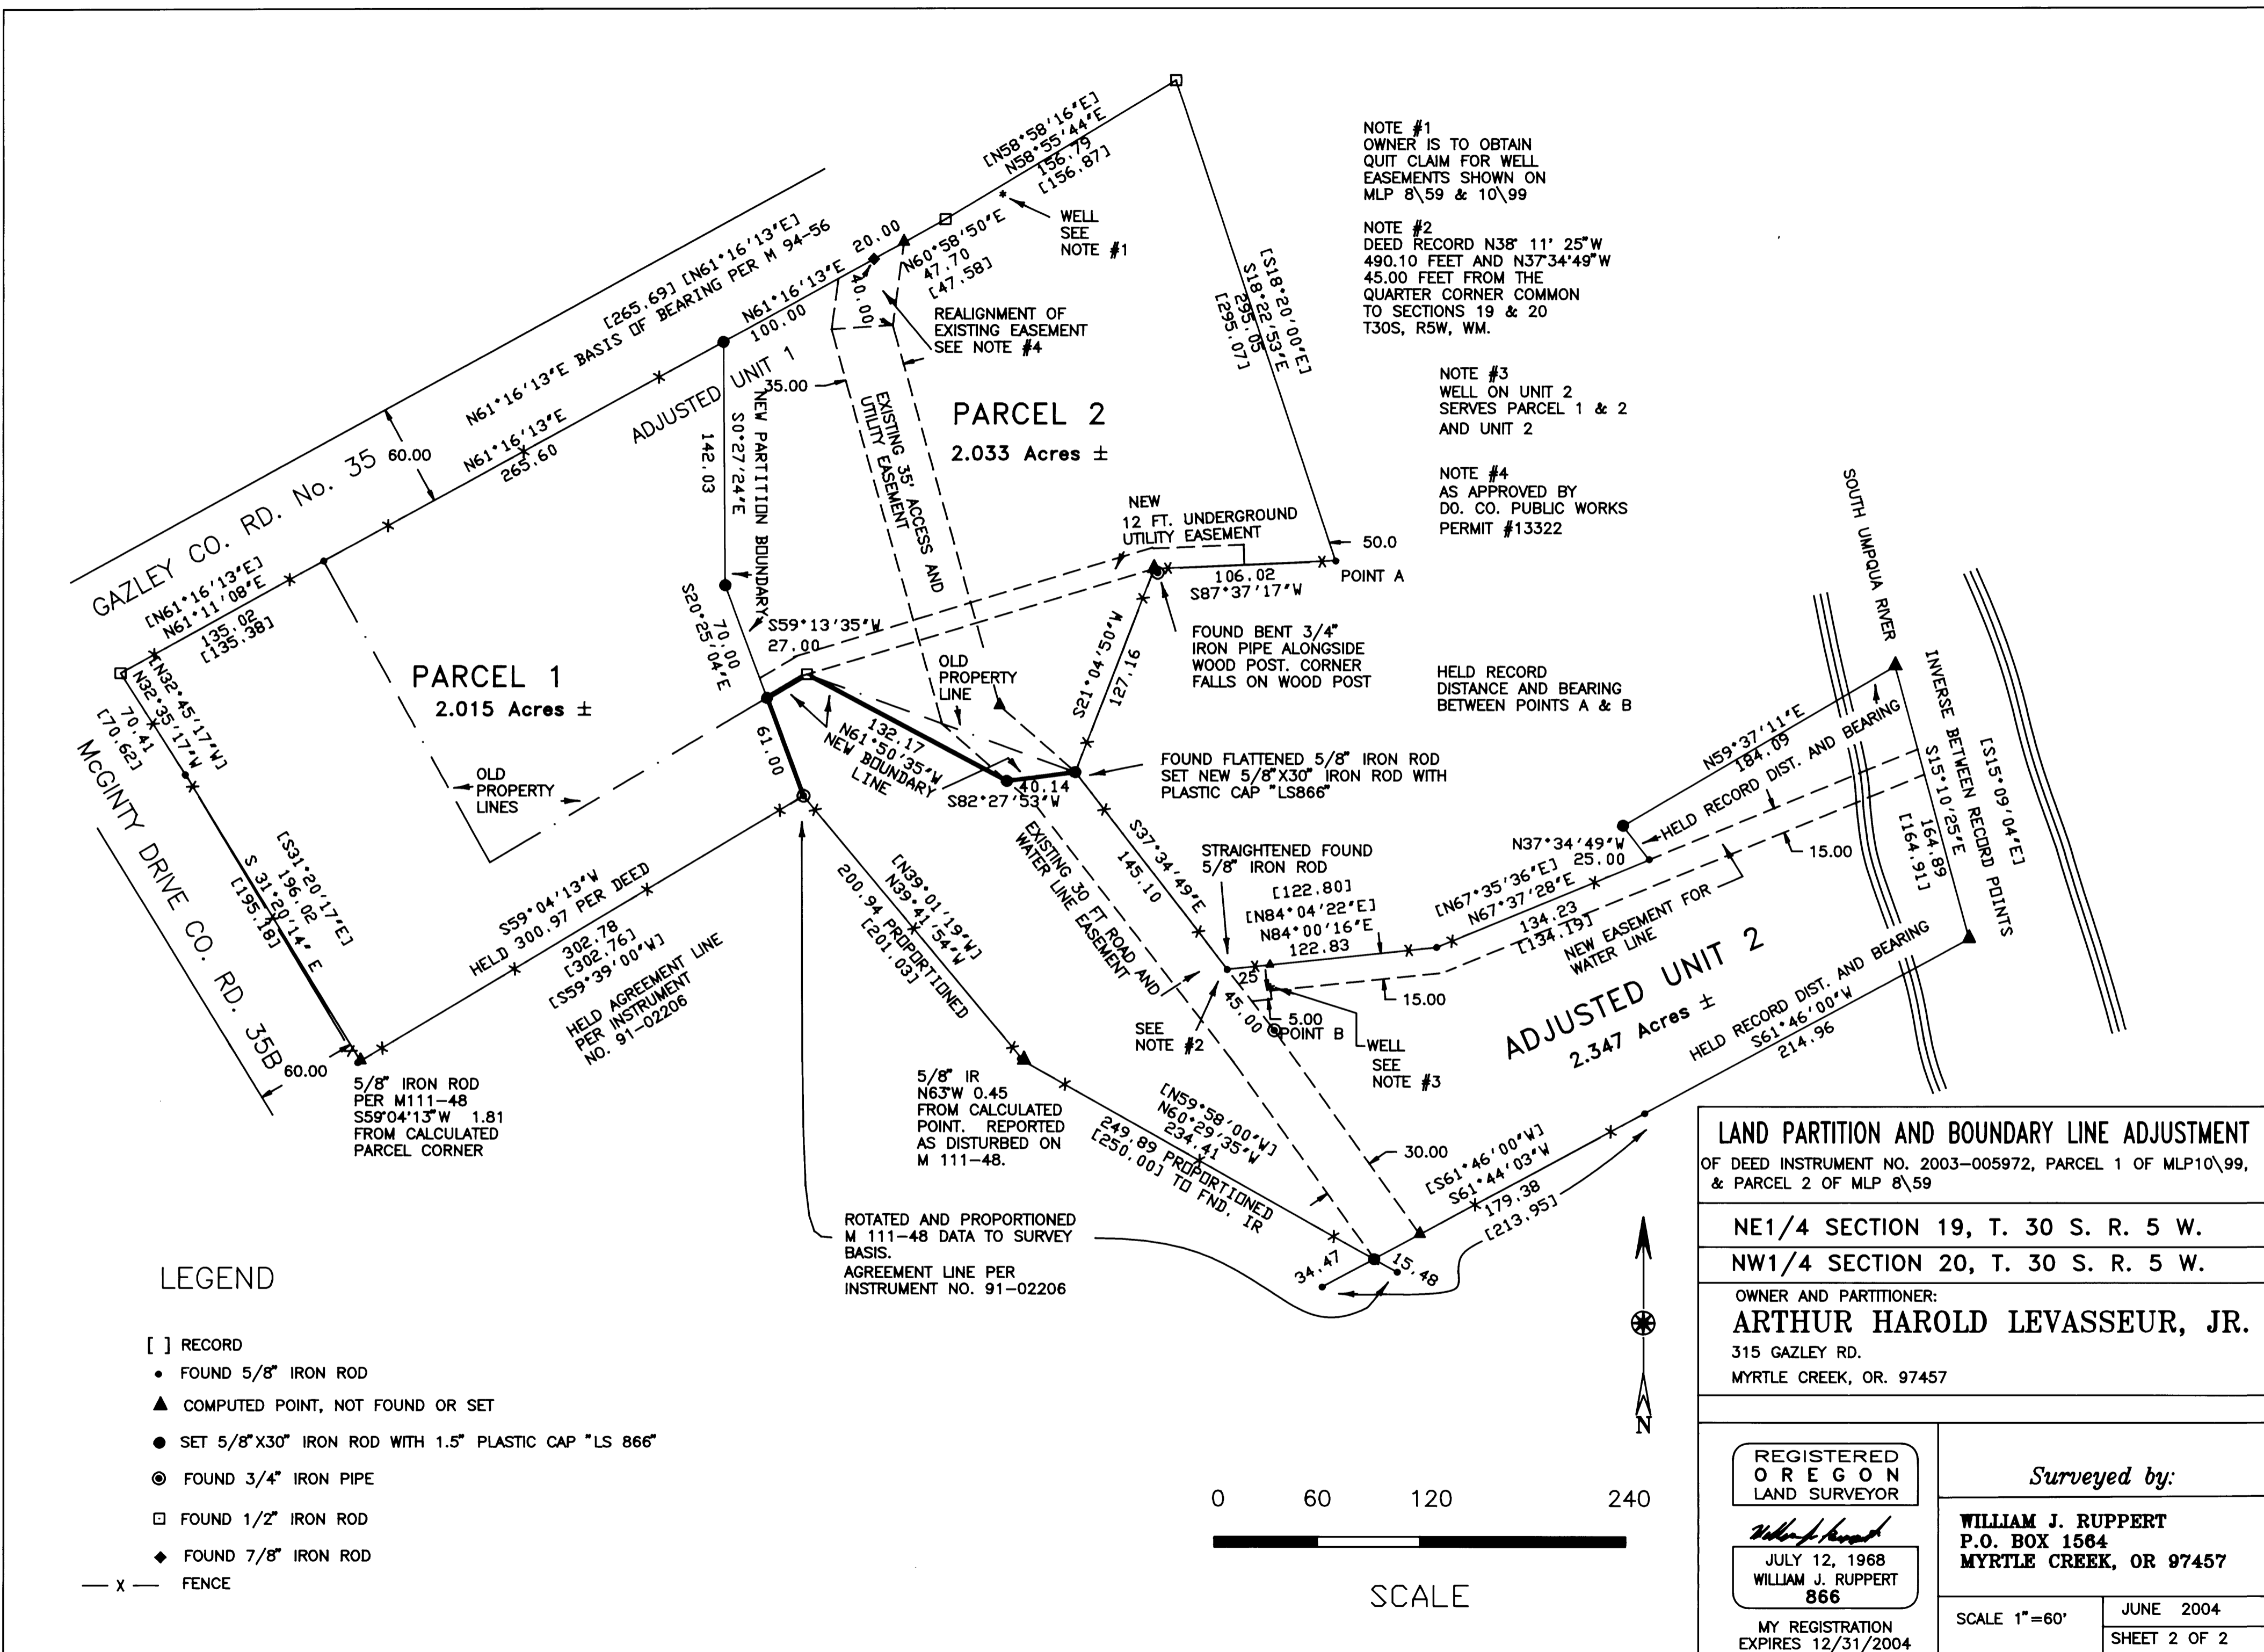 [N58°58'16"E]
N58°55'44"E
156.79
[156.87]
WELL
SEE
NOTE #1
[265.69] [N61°16'13"E]
N61°16'13"E BASIS OF BEARING PER M 94-56
20.00
N60°58'50"E
47.70
[47.58]
40.00
N61°16'13"E
100.00
REALIGNMENT OF
EXISTING EASEMENT
SEE NOTE #4
[S18°20'00"E]
S18°22'53"E
295.05
[295.07]
NOTE #1
OWNER IS TO OBTAIN
QUIT CLAIM FOR WELL
EASEMENTS SHOWN ON
MLP 8\59 & 10\99
NOTE #2
DEED RECORD N38° 11' 25"W
490.10 FEET AND N37°34'49"W
45.00 FEET FROM THE
QUARTER CORNER COMMON
TO SECTIONS 19 & 20
T30S, R5W, WM.
NOTE #3
WELL ON UNIT 2
SERVES PARCEL 1 & 2
AND UNIT 2
NOTE #4
AS APPROVED BY
DO. CO. PUBLIC WORKS
PERMIT #13322
GAZLEY CO. RD. No. 35
60.00
N61°16'13"E
265.60
ADJUSTED UNIT 1
35.00
142.03
S0°27'24"E
NEW PARTITION BOUNDARY
EXISTING 35' ACCESS AND
UTILITY EASEMENT
PARCEL 2
2.033 Acres ±
NEW
12 FT. UNDERGROUND
UTILITY EASEMENT
50.0
POINT A
106.02
S87°37'17"W
[N61°16'13"E]
N61°11'08"E
135.02
[135.38]
[N32°45'17"W]
N32°35'17"W
70.41
[70.62]
McGINTY DRIVE CO. RD. 35B
60.00
PARCEL 1
2.015 Acres ±
OLD
PROPERTY
LINES
70.00
S20°25'04"E
S59°13'35"W
27.00
61.00
OLD
PROPERTY
LINE
132.17
N61°50'35"W
NEW BOUNDARY
LINE
40.14
S82°27'53"W
S21°04'50"W
127.16
FOUND BENT 3/4"
IRON PIPE ALONGSIDE
WOOD POST. CORNER
FALLS ON WOOD POST
HELD RECORD
DISTANCE AND BEARING
BETWEEN POINTS A & B
FOUND FLATTENED 5/8" IRON ROD
SET NEW 5/8"X30" IRON ROD WITH
PLASTIC CAP "LS866"
SOUTH UMPQUA RIVER
INVERSE BETWEEN RECORD POINTS
[S15°09'04"E]
S15°10'25"E
164.89
[164.91]
N59°37'11"E
184.09
HELD RECORD DIST. AND BEARING
N37°34'49"W
25.00
15.00
[S31°20'17"E]
196.02
S 31°20'14" E
[195.18]
S59°04'13"W
HELD 300.97 PER DEED
302.78
[302.76]
[S59°39'00"W]
HELD AGREEMENT LINE
PER INSTRUMENT
NO. 91-02206
[N39°01'19"W]
N39°41'54"W
200.94 PROPORTIONED
[201.03]
EXISTING 30 FT ROAD AND
WATER LINE EASEMENT
S37°34'49"E
145.10
STRAIGHTENED FOUND
5/8" IRON ROD
[122.80]
[N84°04'22"E]
N84°00'16"E
122.83
[N67°35'36"E]
N67°37'28"E
134.23
[134.19]
NEW EASEMENT FOR
WATER LINE
25
45.00
5.00
POINT B
15.00
SEE
NOTE #2
WELL
SEE
NOTE #3
ADJUSTED UNIT 2
2.347 Acres ±
HELD RECORD DIST. AND BEARING
S61°46'00"W
214.96
5/8" IRON ROD
PER M111-48
S59°04'13"W 1.81
FROM CALCULATED
PARCEL CORNER
5/8" IR
N63°W 0.45
FROM CALCULATED
POINT. REPORTED
AS DISTURBED ON
M 111-48.
[N59°58'00"W]
N60°29'35"W
234.41
249.89 PROPORTIONED
[250.00] TO FND. IR
30.00
[S61°46'00"W]
S61°44'03"W
179.38
[213.95]
34.47
15.48
ROTATED AND PROPORTIONED
M 111-48 DATA TO SURVEY
BASIS.
AGREEMENT LINE PER
INSTRUMENT NO. 91-02206
LEGEND
[ ] RECORD
FOUND 5/8" IRON ROD
COMPUTED POINT, NOT FOUND OR SET
SET 5/8"X30" IRON ROD WITH 1.5" PLASTIC CAP "LS 866"
FOUND 3/4" IRON PIPE
FOUND 1/2" IRON ROD
FOUND 7/8" IRON ROD
— X — FENCE
N
0 60 120 240
SCALE
LAND PARTITION AND BOUNDARY LINE ADJUSTMENT
OF DEED INSTRUMENT NO. 2003-005972, PARCEL 1 OF MLP10\99,
& PARCEL 2 OF MLP 8\59
NE1/4 SECTION 19, T. 30 S. R. 5 W.
NW1/4 SECTION 20, T. 30 S. R. 5 W.
OWNER AND PARTITIONER:
ARTHUR HAROLD LEVASSEUR, JR.
315 GAZLEY RD.
MYRTLE CREEK, OR. 97457
REGISTERED
OREGON
LAND SURVEYOR
JULY 12, 1968
WILLIAM J. RUPPERT
866
MY REGISTRATION
EXPIRES 12/31/2004
Surveyed by:
WILLIAM J. RUPPERT
P.O. BOX 1564
MYRTLE CREEK, OR 97457
SCALE 1"=60'
JUNE 2004
SHEET 2 OF 2